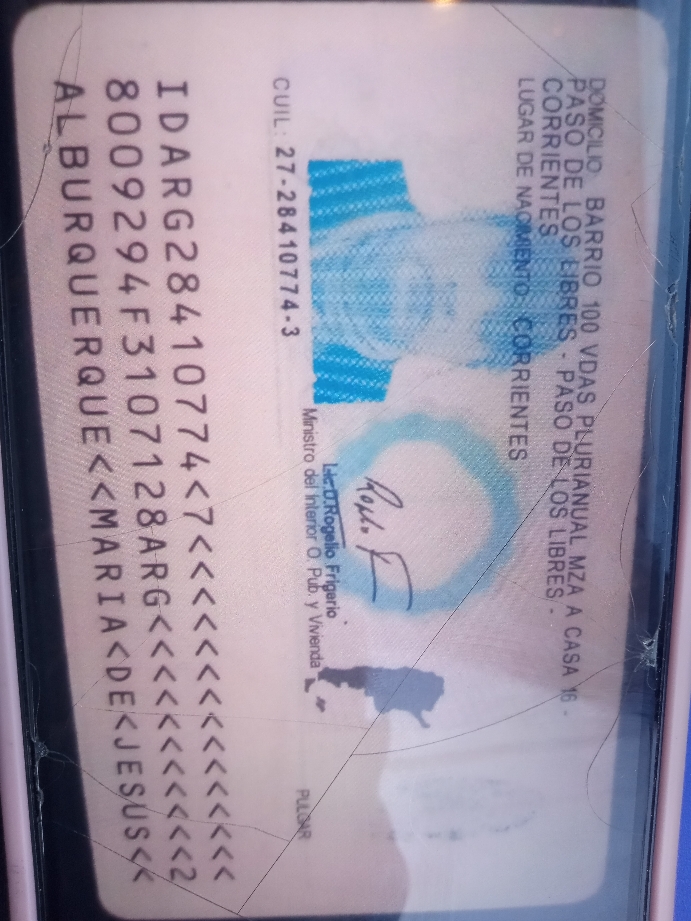 DOMICILIO: BARRIO 100 VDAS PLURIANUAL MZA A CASA 16 -
PASO DE LOS LIBRES - PASO DE LOS LIBRES -
CORRIENTES
LUGAR DE NACIMIENTO: CORRIENTES
Lic. D. Rogelio Frigerio
Ministro del Interior O. Pub. y Vivienda
PULGAR
CUIL: 27-28410774-3
IDARG28410774<7<<<<<<<<<<<<<<<
8009294F3107128ARG<<<<<<<<<<<2
ALBURQUERQUE<<MARIA<DE<JESUS<<